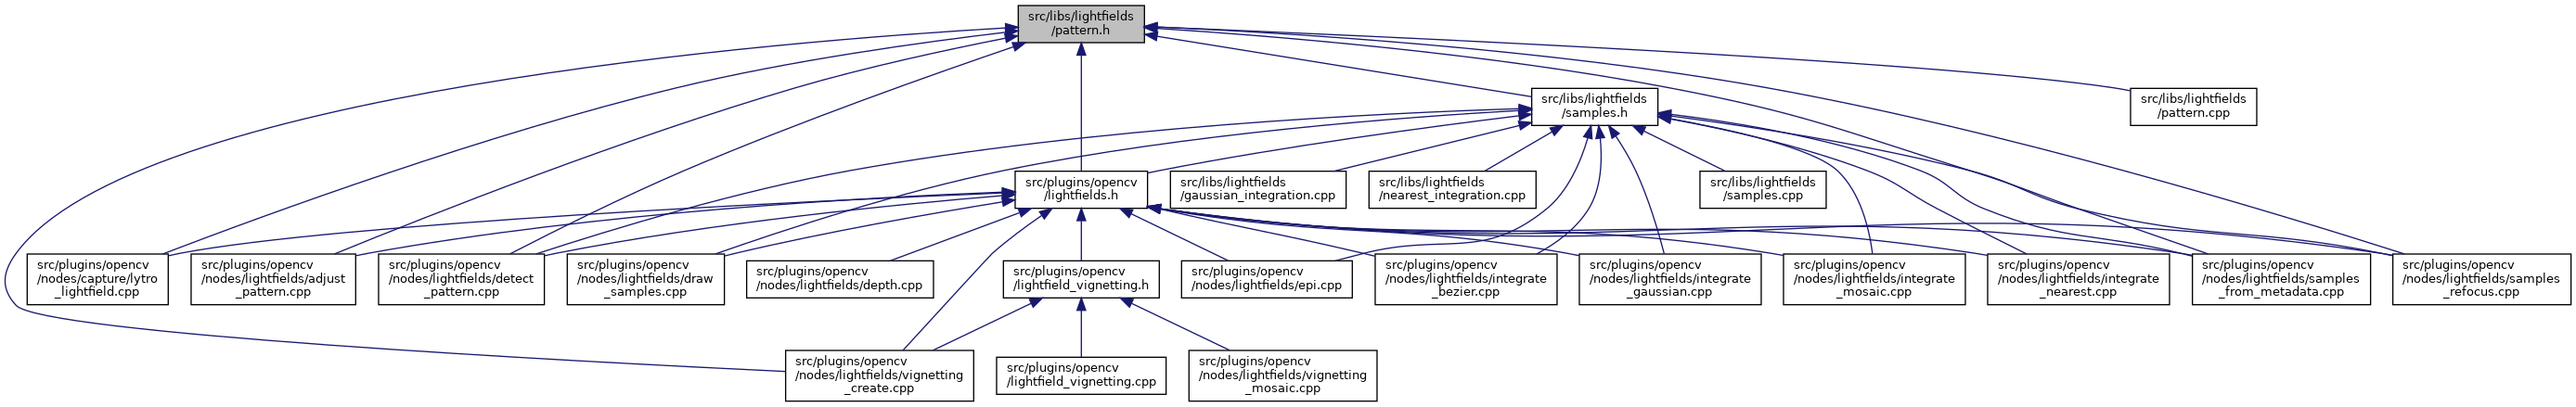 src/libs/lightfields
/pattern.h
src/libs/lightfields
/samples.h
src/libs/lightfields
/pattern.cpp
src/plugins/opencv
/lightfields.h
src/libs/lightfields
/gaussian_integration.cpp
src/libs/lightfields
/nearest_integration.cpp
src/libs/lightfields
/samples.cpp
src/plugins/opencv
/nodes/capture/lytro
_lightfield.cpp
src/plugins/opencv
/nodes/lightfields/adjust
_pattern.cpp
src/plugins/opencv
/nodes/lightfields/detect
_pattern.cpp
src/plugins/opencv
/nodes/lightfields/draw
_samples.cpp
src/plugins/opencv
/nodes/lightfields/depth.cpp
src/plugins/opencv
/lightfield_vignetting.h
src/plugins/opencv
/nodes/lightfields/epi.cpp
src/plugins/opencv
/nodes/lightfields/integrate
_bezier.cpp
src/plugins/opencv
/nodes/lightfields/integrate
_gaussian.cpp
src/plugins/opencv
/nodes/lightfields/integrate
_mosaic.cpp
src/plugins/opencv
/nodes/lightfields/integrate
_nearest.cpp
src/plugins/opencv
/nodes/lightfields/samples
_from_metadata.cpp
src/plugins/opencv
/nodes/lightfields/samples
_refocus.cpp
src/plugins/opencv
/nodes/lightfields/vignetting
_create.cpp
src/plugins/opencv
/lightfield_vignetting.cpp
src/plugins/opencv
/nodes/lightfields/vignetting
_mosaic.cpp